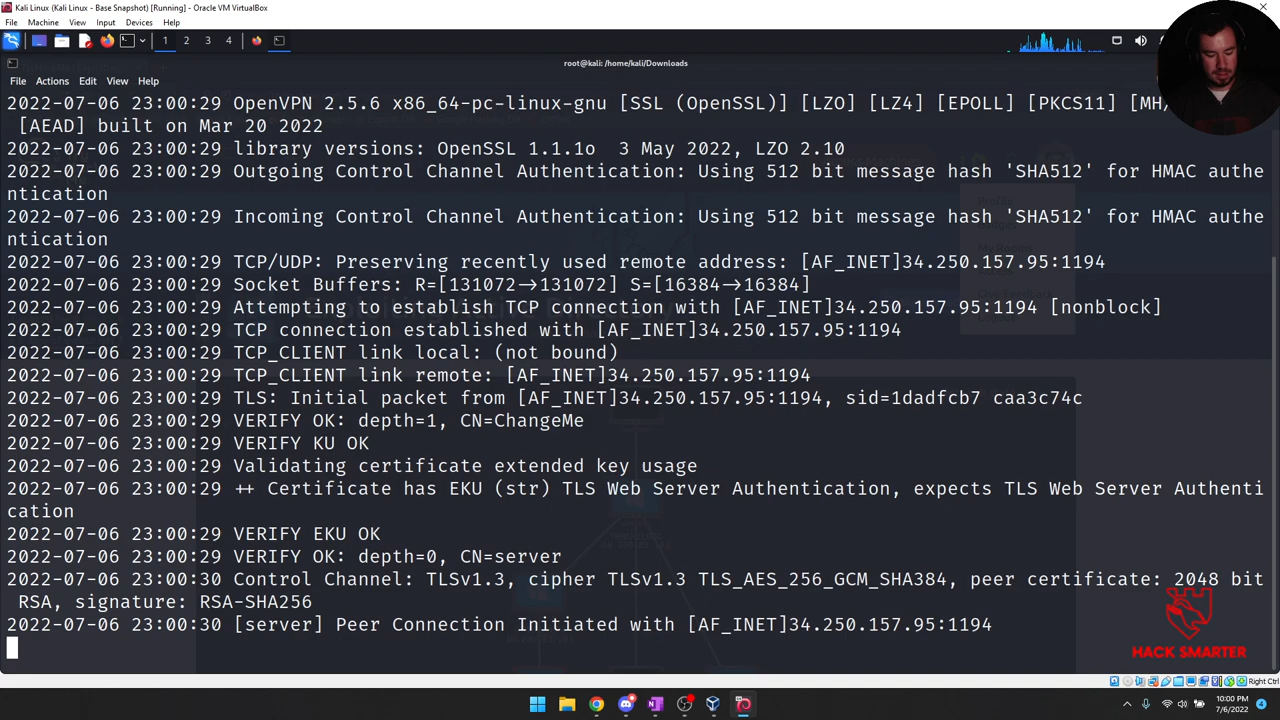 Kali Linux (Kali Linux - Base Snapshot) [Running] - Oracle VM VirtualBox
File Machine View Input Devices Help
1 2 3 4
root@kali: /home/kali/Downloads
File Actions Edit View Help
2022-07-06 23:00:29 OpenVPN 2.5.6 x86_64-pc-linux-gnu [SSL (OpenSSL)] [LZO] [LZ4] [EPOLL] [PKCS11] [MH/
[AEAD] built on Mar 20 2022
2022-07-06 23:00:29 library versions: OpenSSL 1.1.1o  3 May 2022, LZO 2.10
2022-07-06 23:00:29 Outgoing Control Channel Authentication: Using 512 bit message hash 'SHA512' for HMAC authe
ntication
2022-07-06 23:00:29 Incoming Control Channel Authentication: Using 512 bit message hash 'SHA512' for HMAC authe
ntication
2022-07-06 23:00:29 TCP/UDP: Preserving recently used remote address: [AF_INET]34.250.157.95:1194
2022-07-06 23:00:29 Socket Buffers: R=[131072->131072] S=[16384->16384]
2022-07-06 23:00:29 Attempting to establish TCP connection with [AF_INET]34.250.157.95:1194 [nonblock]
2022-07-06 23:00:29 TCP connection established with [AF_INET]34.250.157.95:1194
2022-07-06 23:00:29 TCP_CLIENT link local: (not bound)
2022-07-06 23:00:29 TCP_CLIENT link remote: [AF_INET]34.250.157.95:1194
2022-07-06 23:00:29 TLS: Initial packet from [AF_INET]34.250.157.95:1194, sid=1dadfcb7 caa3c74c
2022-07-06 23:00:29 VERIFY OK: depth=1, CN=ChangeMe
2022-07-06 23:00:29 VERIFY KU OK
2022-07-06 23:00:29 Validating certificate extended key usage
2022-07-06 23:00:29 ++ Certificate has EKU (str) TLS Web Server Authentication, expects TLS Web Server Authenti
cation
2022-07-06 23:00:29 VERIFY EKU OK
2022-07-06 23:00:29 VERIFY OK: depth=0, CN=server
2022-07-06 23:00:30 Control Channel: TLSv1.3, cipher TLSv1.3 TLS_AES_256_GCM_SHA384, peer certificate: 2048 bit
RSA, signature: RSA-SHA256
2022-07-06 23:00:30 [server] Peer Connection Initiated with [AF_INET]34.250.157.95:1194
HACK SMARTER
Right Ctrl
10:00 PM
7/6/2022